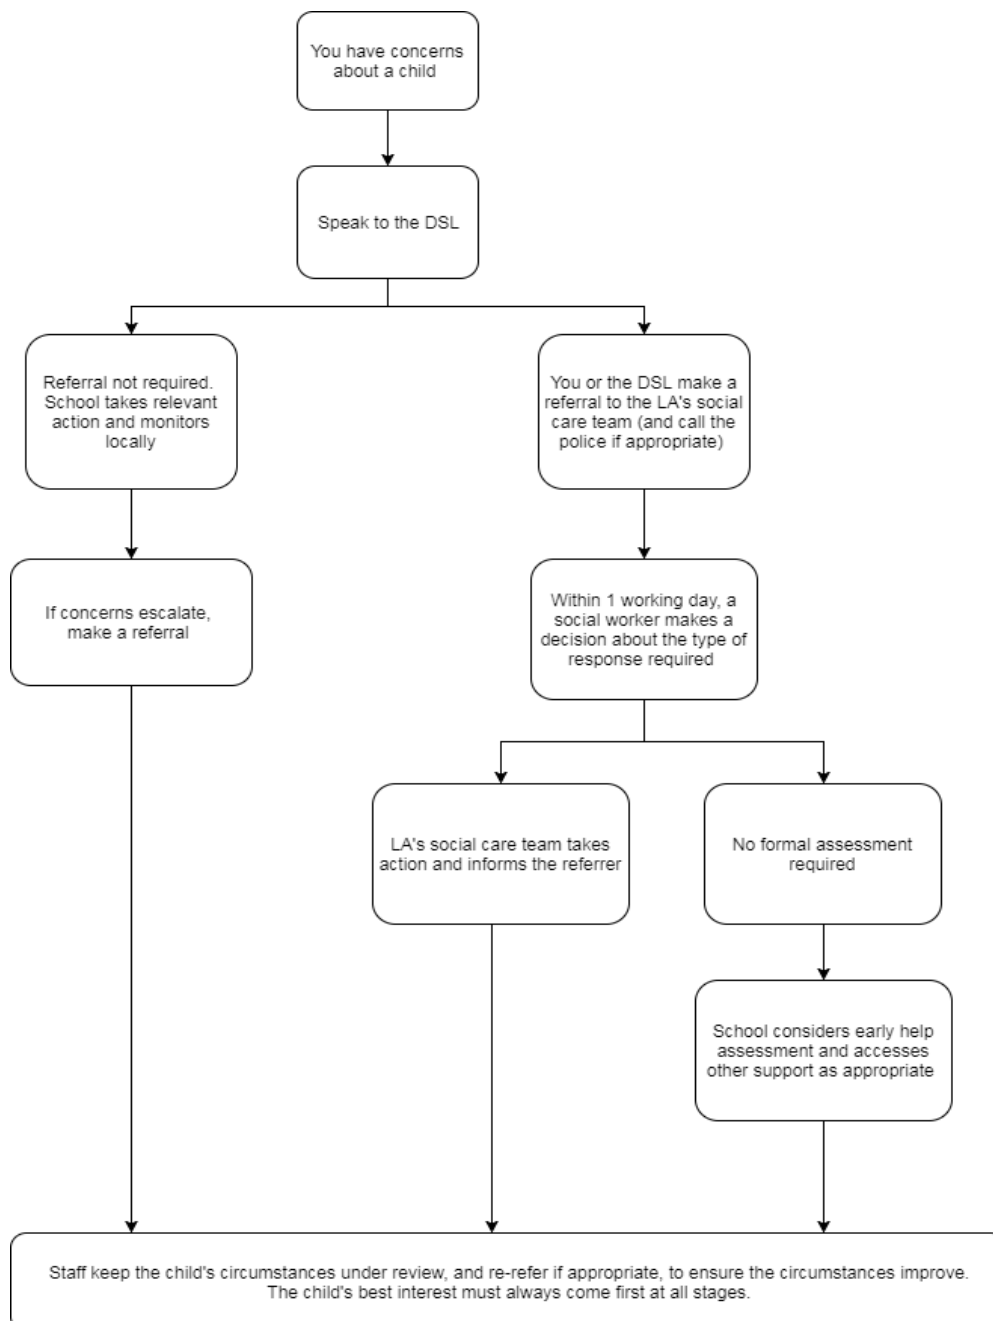 You have concerns
about a child
Speak to the DSL
Referral not required.
School takes relevant
action and monitors
locally
You or the DSL make a
referral to the LA's social
care team (and call the
police if appropriate)
If concerns escalate,
make a referral
Within 1 working day, a
social worker makes a
decision about the type of
response required
LA's social care team takes
action and informs the referrer
No formal assessment
required
School considers early help
assessment and accesses
other support as appropriate
Staff keep the child's circumstances under review, and re-refer if appropriate, to ensure the circumstances improve.
The child's best interest must always come first at all stages.